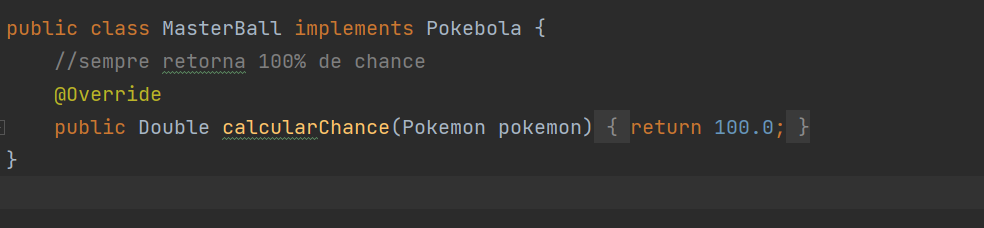 public class MasterBall implements Pokebola {
//sempre retorna 100% de chance
@Override
public Double calcularChance(Pokemon pokemon) { return 100.0; }
}